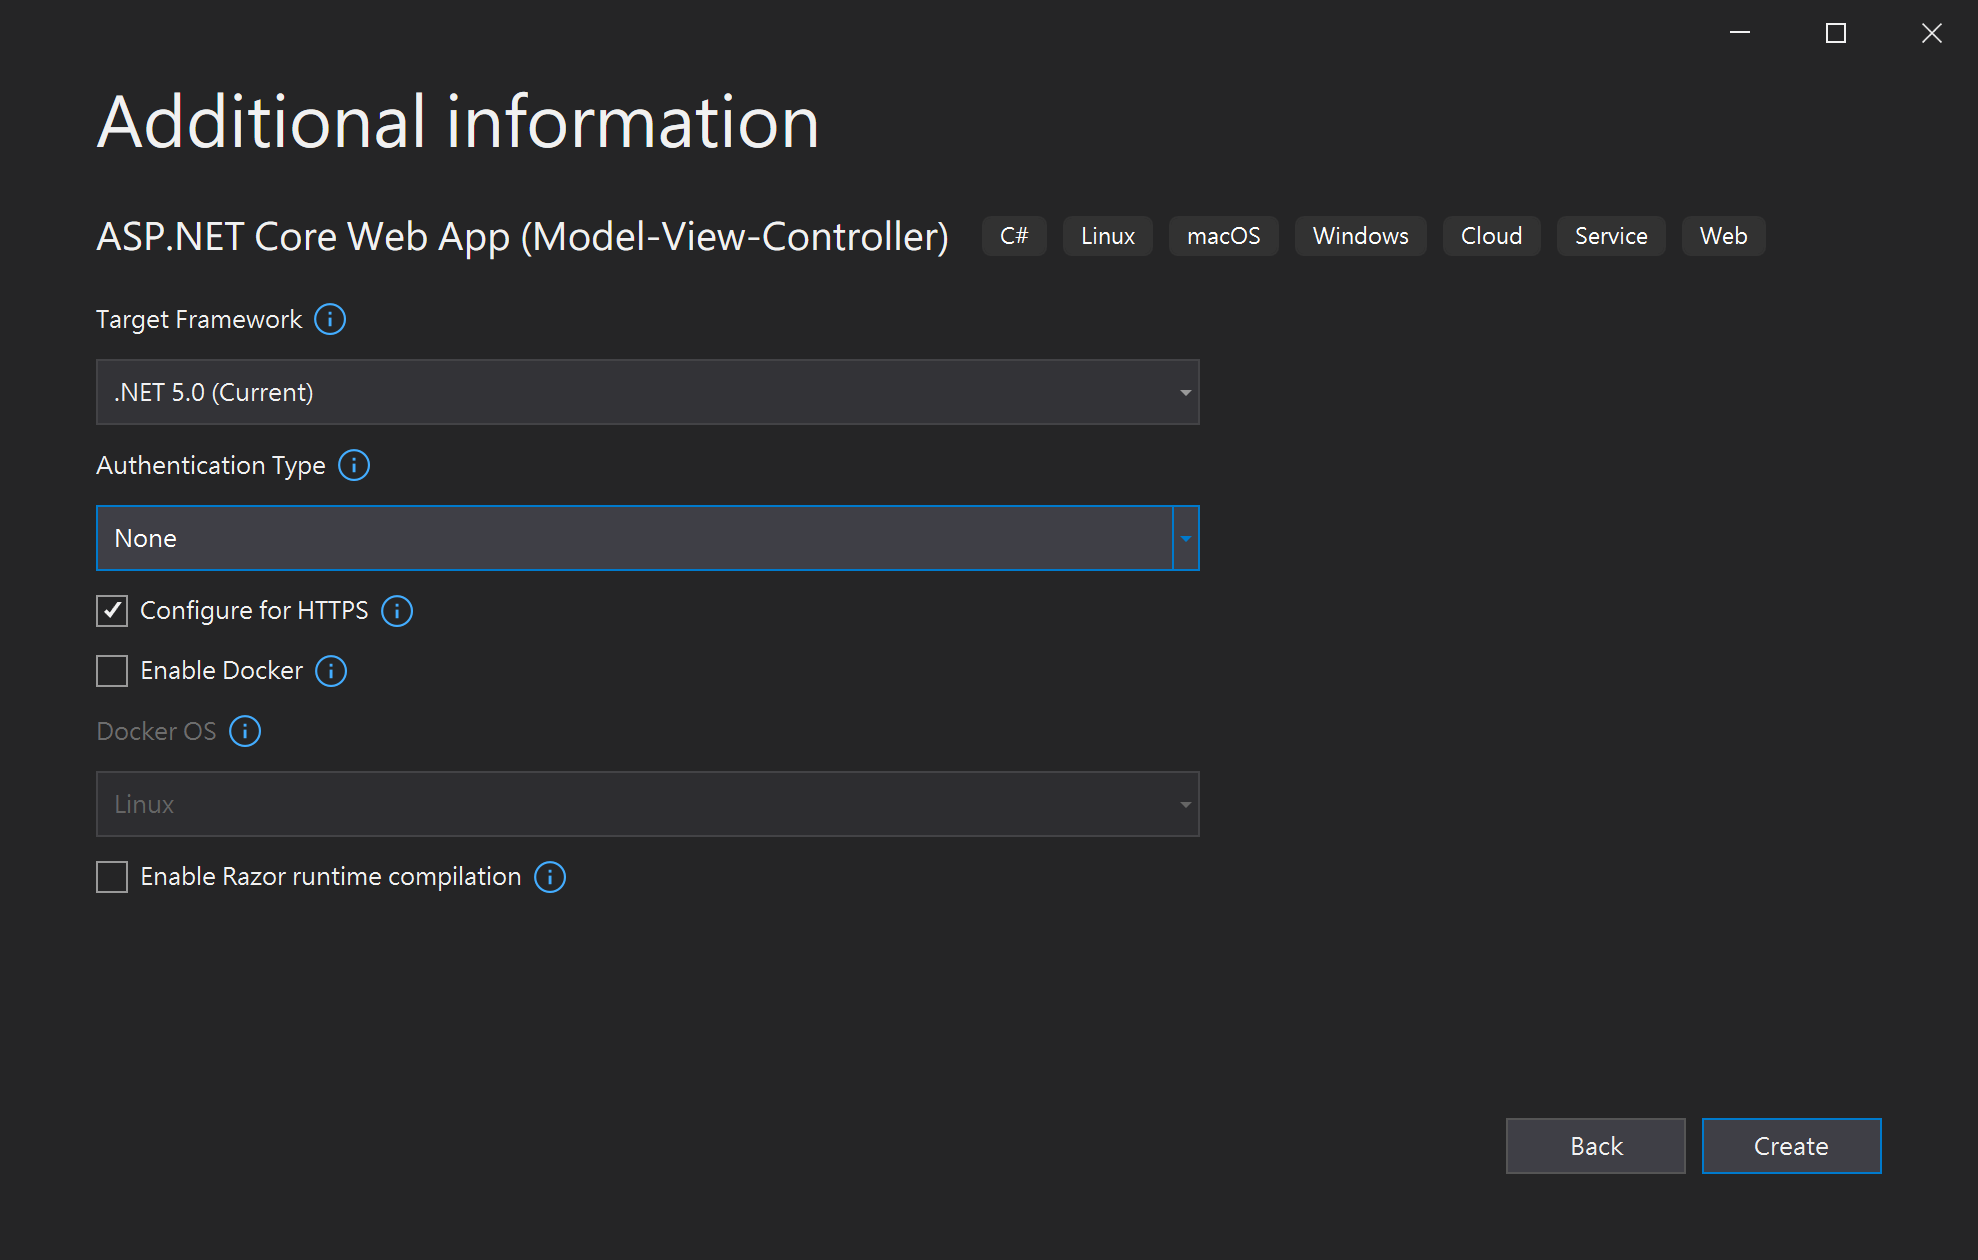 Additional information
ASP.NET Core Web App (Model-View-Controller) C# Linux macOS Windows Cloud Service Web
Target Framework
.NET 5.0 (Current)
Authentication Type
None
Configure for HTTPS
Enable Docker
Docker OS
Linux
Enable Razor runtime compilation
Back Create